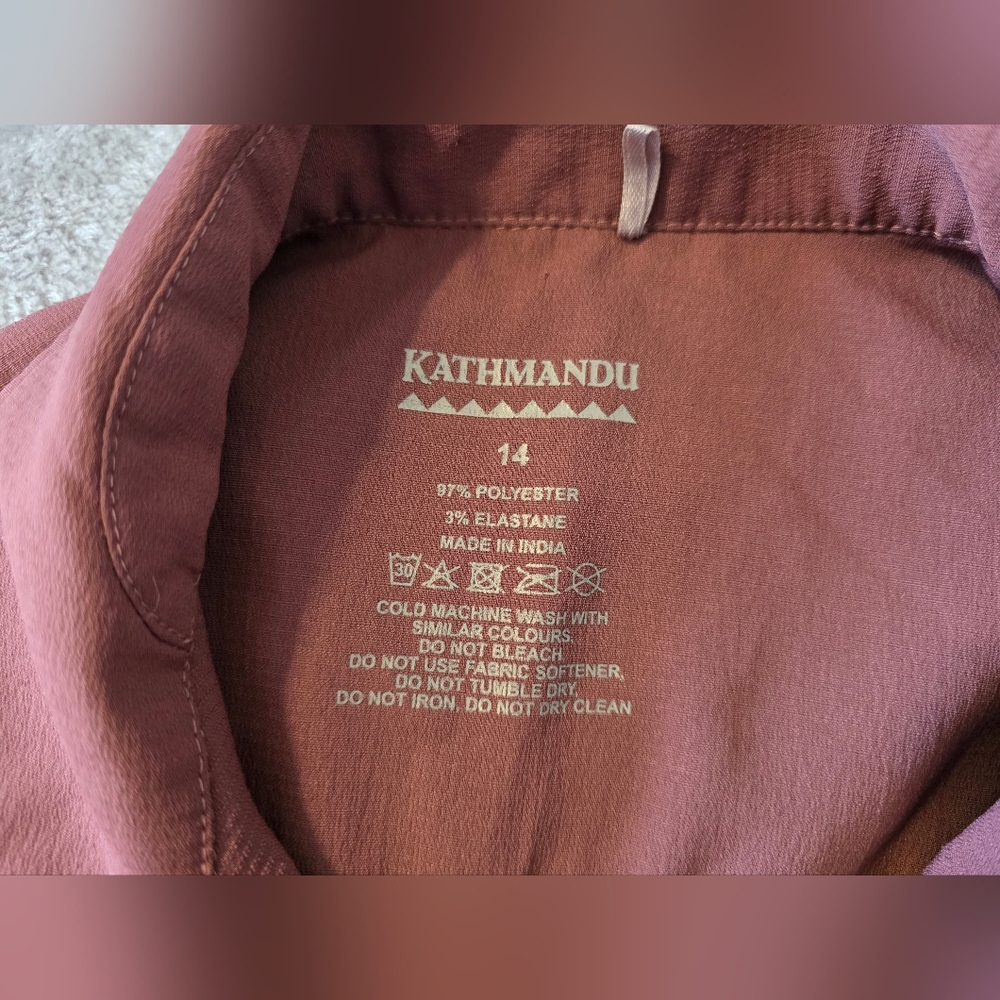 KATHMANDU
14
97% POLYESTER
3% ELASTANE
MADE IN INDIA
30
COLD MACHINE WASH WITH
SIMILAR COLOURS,
DO NOT BLEACH,
DO NOT USE FABRIC SOFTENER,
DO NOT TUMBLE DRY,
DO NOT IRON, DO NOT DRY CLEAN